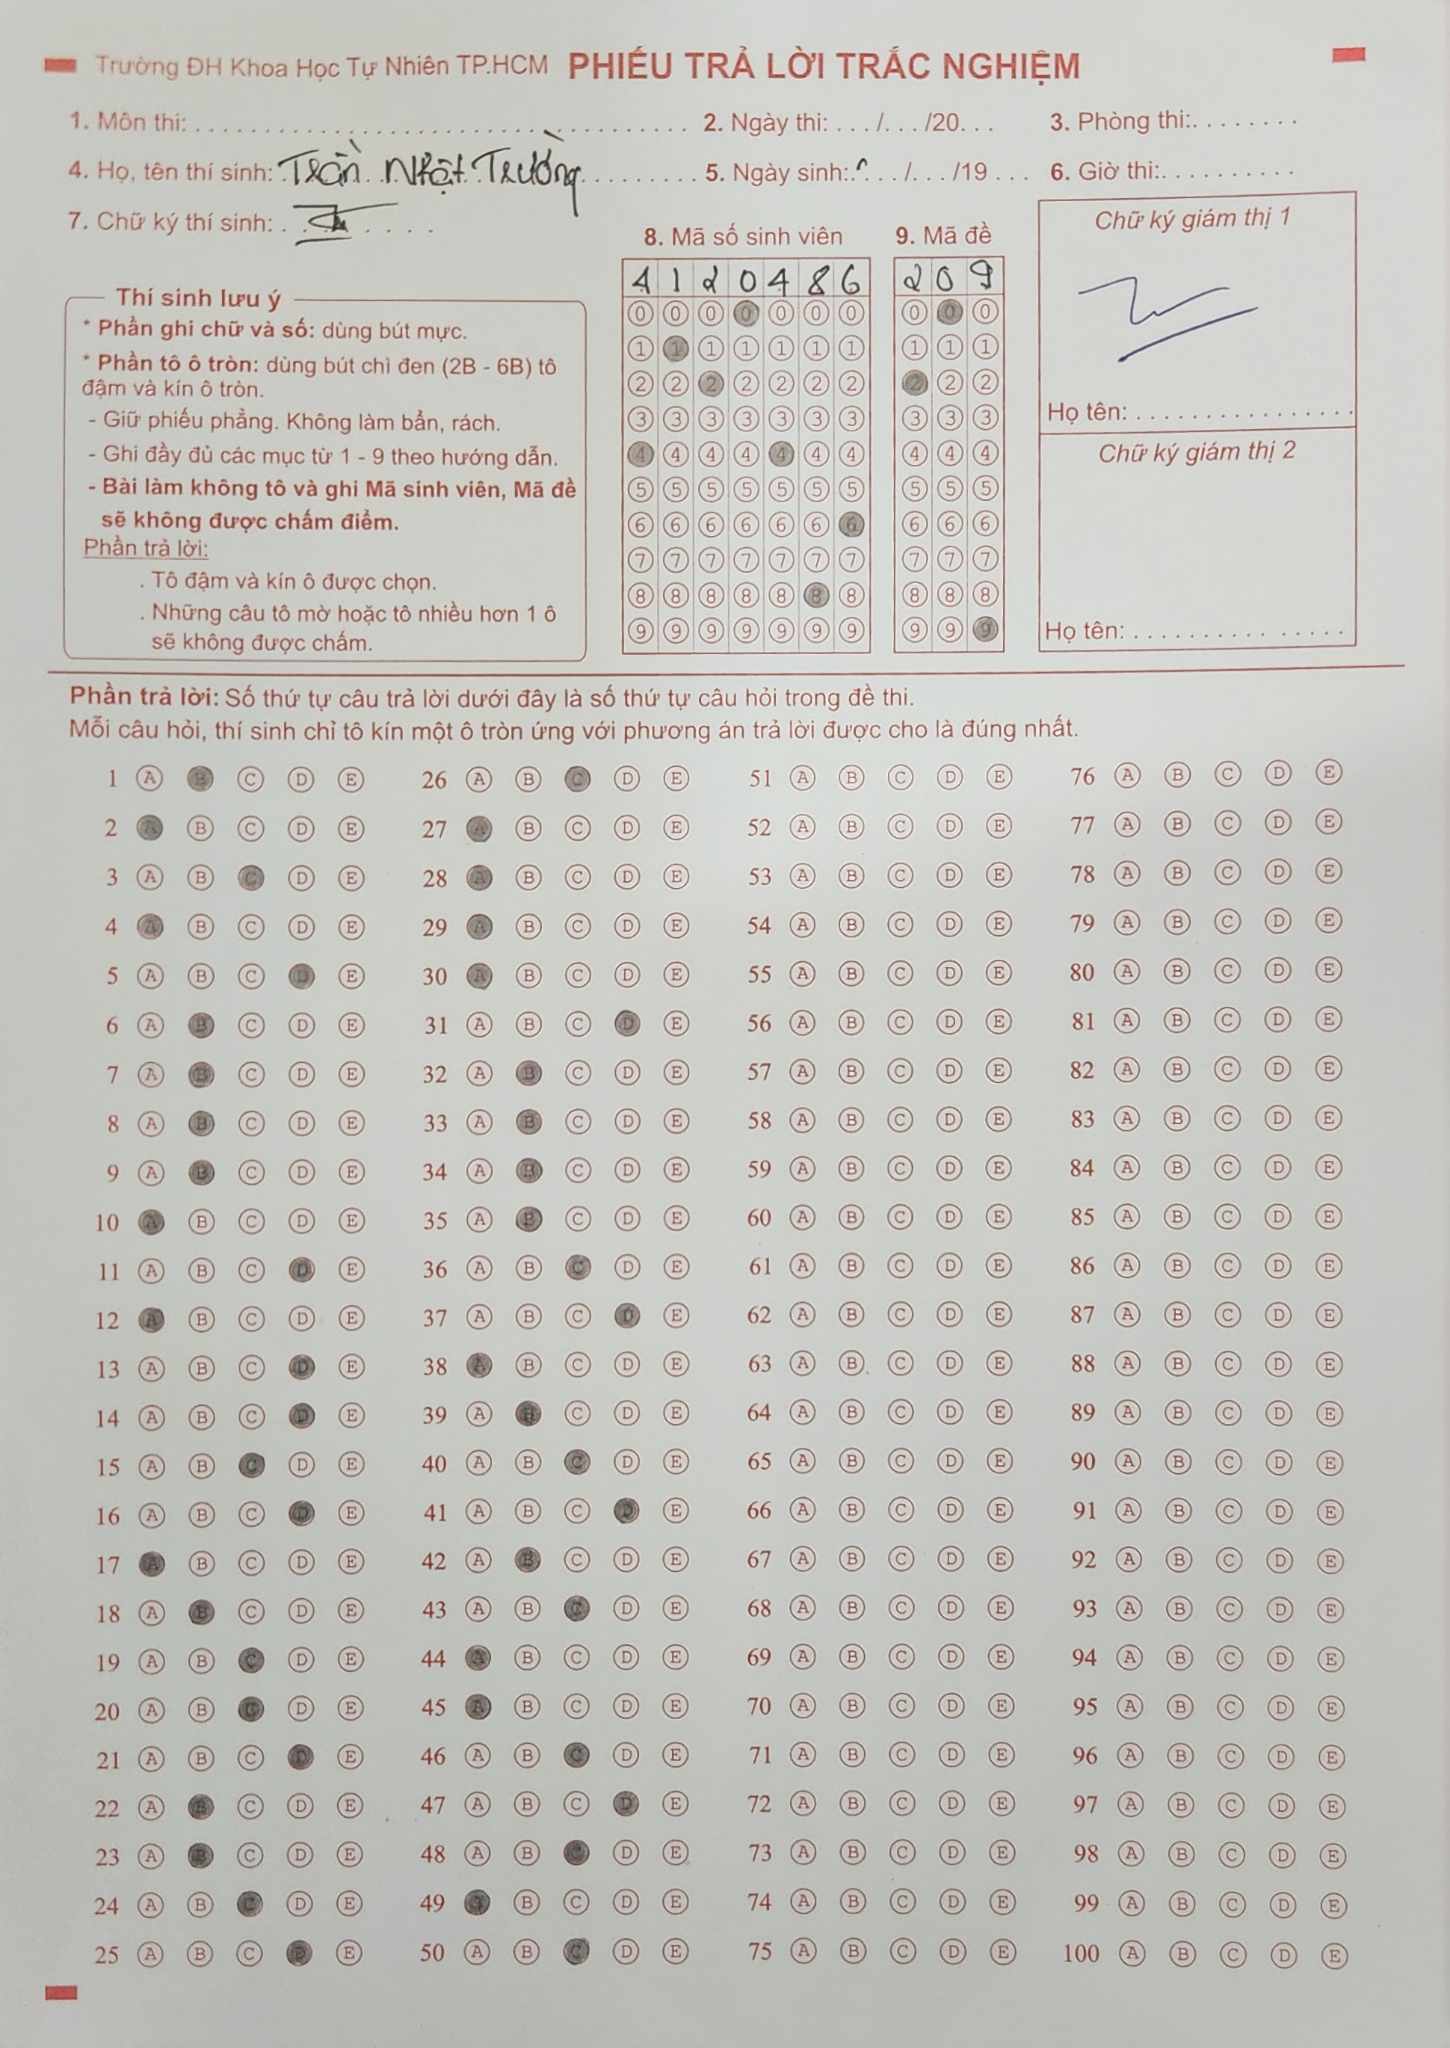 Trường ĐH Khoa Học Tự Nhiên TP.HCM PHIẾU TRẢ LỜI TRẮC NGHIỆM
1. Môn thi: 2. Ngày thi: . . . /. . . /20. . . 3. Phòng thi:
4. Họ, tên thí sinh: Trần Nhật Trường 5. Ngày sinh: . . . /. . . /19 . . . 6. Giờ thi:
7. Chữ ký thí sinh:
8. Mã số sinh viên 9. Mã đề
4 1 2 0 4 8 6 2 0 9
0 0 0 0 0 0 0 0 0 0
1 1 1 1 1 1 1 1 1 1
2 2 2 2 2 2 2 2 2 2
3 3 3 3 3 3 3 3 3 3
4 4 4 4 4 4 4 4 4 4
5 5 5 5 5 5 5 5 5 5
6 6 6 6 6 6 6 6 6 6
7 7 7 7 7 7 7 7 7 7
8 8 8 8 8 8 8 8 8 8
9 9 9 9 9 9 9 9 9 9
Chữ ký giám thị 1
Họ tên:
Chữ ký giám thị 2
Họ tên:
Thí sinh lưu ý
* Phần ghi chữ và số: dùng bút mực.
* Phần tô ô tròn: dùng bút chì đen (2B - 6B) tô
đậm và kín ô tròn.
- Giữ phiếu phẳng. Không làm bẩn, rách.
- Ghi đầy đủ các mục từ 1 - 9 theo hướng dẫn.
- Bài làm không tô và ghi Mã sinh viên, Mã đề
sẽ không được chấm điểm.
Phần trả lời:
. Tô đậm và kín ô được chọn.
. Những câu tô mờ hoặc tô nhiều hơn 1 ô
sẽ không được chấm.
Phần trả lời: Số thứ tự câu trả lời dưới đây là số thứ tự câu hỏi trong đề thi.
Mỗi câu hỏi, thí sinh chỉ tô kín một ô tròn ứng với phương án trả lời được cho là đúng nhất.
1 A B C D E 26 A B C D E 51 A B C D E 76 A B C D E
2 A B C D E 27 A B C D E 52 A B C D E 77 A B C D E
3 A B C D E 28 A B C D E 53 A B C D E 78 A B C D E
4 A B C D E 29 A B C D E 54 A B C D E 79 A B C D E
5 A B C D E 30 A B C D E 55 A B C D E 80 A B C D E
6 A B C D E 31 A B C D E 56 A B C D E 81 A B C D E
7 A B C D E 32 A B C D E 57 A B C D E 82 A B C D E
8 A B C D E 33 A B C D E 58 A B C D E 83 A B C D E
9 A B C D E 34 A B C D E 59 A B C D E 84 A B C D E
10 A B C D E 35 A B C D E 60 A B C D E 85 A B C D E
11 A B C D E 36 A B C D E 61 A B C D E 86 A B C D E
12 A B C D E 37 A B C D E 62 A B C D E 87 A B C D E
13 A B C D E 38 A B C D E 63 A B C D E 88 A B C D E
14 A B C D E 39 A B C D E 64 A B C D E 89 A B C D E
15 A B C D E 40 A B C D E 65 A B C D E 90 A B C D E
16 A B C D E 41 A B C D E 66 A B C D E 91 A B C D E
17 A B C D E 42 A B C D E 67 A B C D E 92 A B C D E
18 A B C D E 43 A B C D E 68 A B C D E 93 A B C D E
19 A B C D E 44 A B C D E 69 A B C D E 94 A B C D E
20 A B C D E 45 A B C D E 70 A B C D E 95 A B C D E
21 A B C D E 46 A B C D E 71 A B C D E 96 A B C D E
22 A B C D E 47 A B C D E 72 A B C D E 97 A B C D E
23 A B C D E 48 A B C D E 73 A B C D E 98 A B C D E
24 A B C D E 49 A B C D E 74 A B C D E 99 A B C D E
25 A B C D E 50 A B C D E 75 A B C D E 100 A B C D E